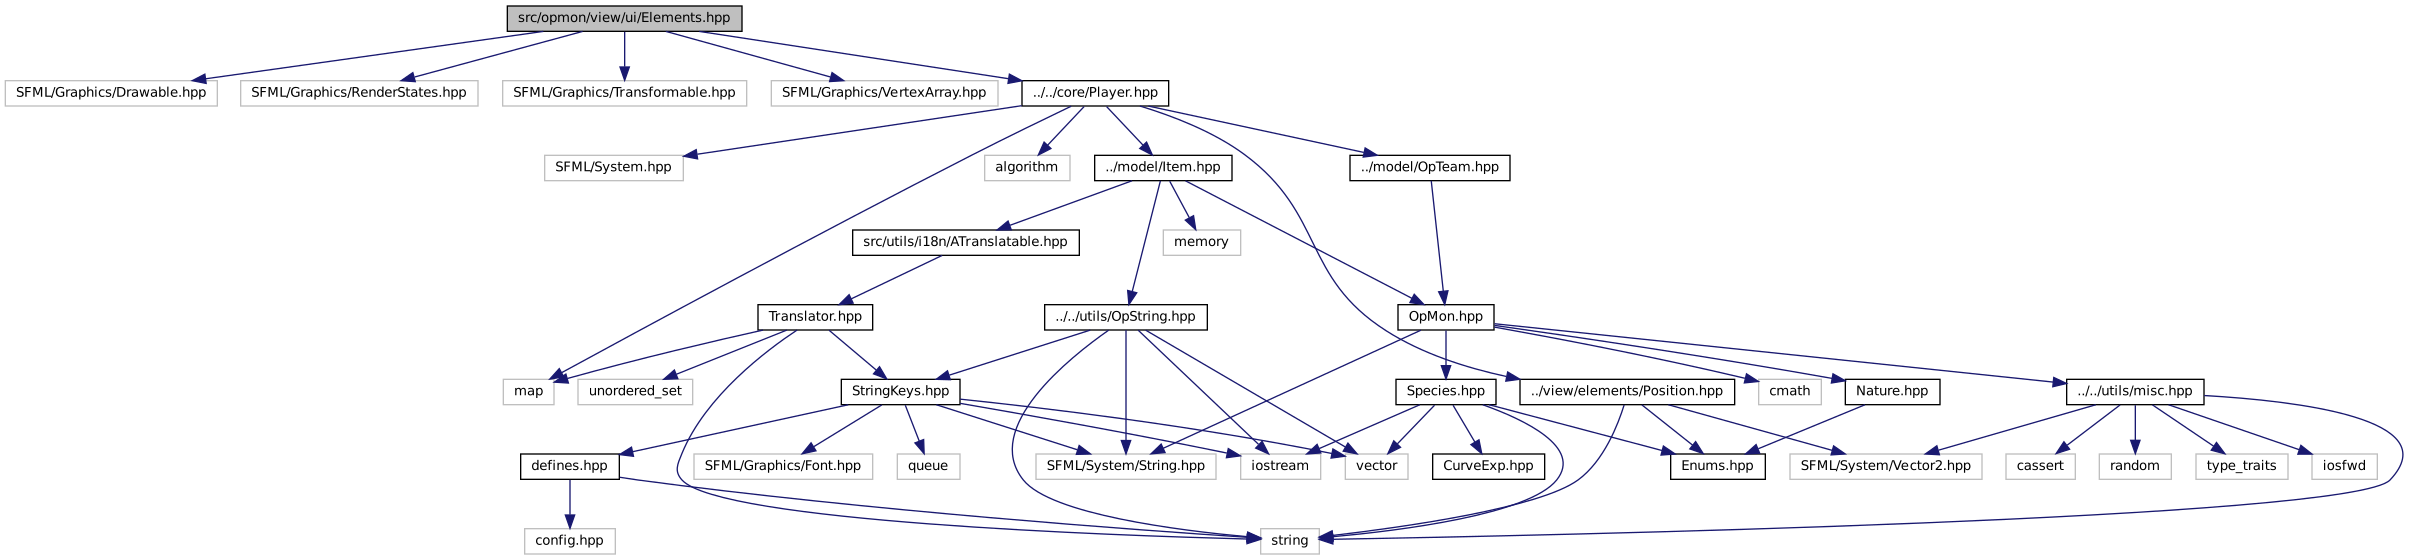 src/opmon/view/ui/Elements.hpp
SFML/Graphics/Drawable.hpp
SFML/Graphics/RenderStates.hpp
SFML/Graphics/Transformable.hpp
SFML/Graphics/VertexArray.hpp
../../core/Player.hpp
SFML/System.hpp
algorithm
../model/Item.hpp
../model/OpTeam.hpp
src/utils/i18n/ATranslatable.hpp
memory
Translator.hpp
../../utils/OpString.hpp
OpMon.hpp
map
unordered_set
StringKeys.hpp
Species.hpp
../view/elements/Position.hpp
cmath
Nature.hpp
../../utils/misc.hpp
defines.hpp
SFML/Graphics/Font.hpp
queue
SFML/System/String.hpp
iostream
vector
CurveExp.hpp
Enums.hpp
SFML/System/Vector2.hpp
cassert
random
type_traits
iosfwd
config.hpp
string